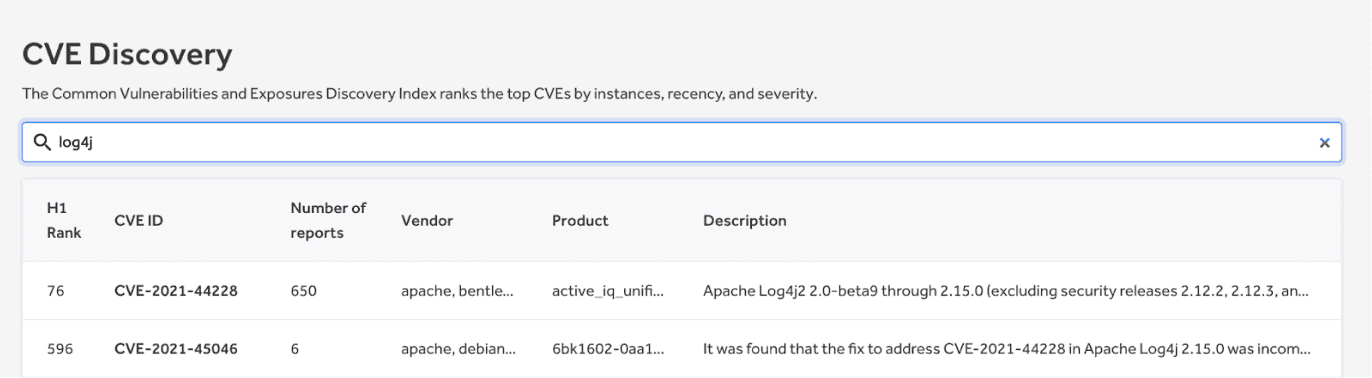 CVE Discovery
The Common Vulnerabilities and Exposures Discovery Index ranks the top CVEs by instances, recency, and severity.
log4j
H1 Rank CVE ID Number of reports Vendor Product Description
76 CVE-2021-44228 650 apache, bentle... active_iq_unifi... Apache Log4j2 2.0-beta9 through 2.15.0 (excluding security releases 2.12.2, 2.12.3, an...
596 CVE-2021-45046 6 apache, debian... 6bk1602-0aa1... It was found that the fix to address CVE-2021-44228 in Apache Log4j 2.15.0 was incom...